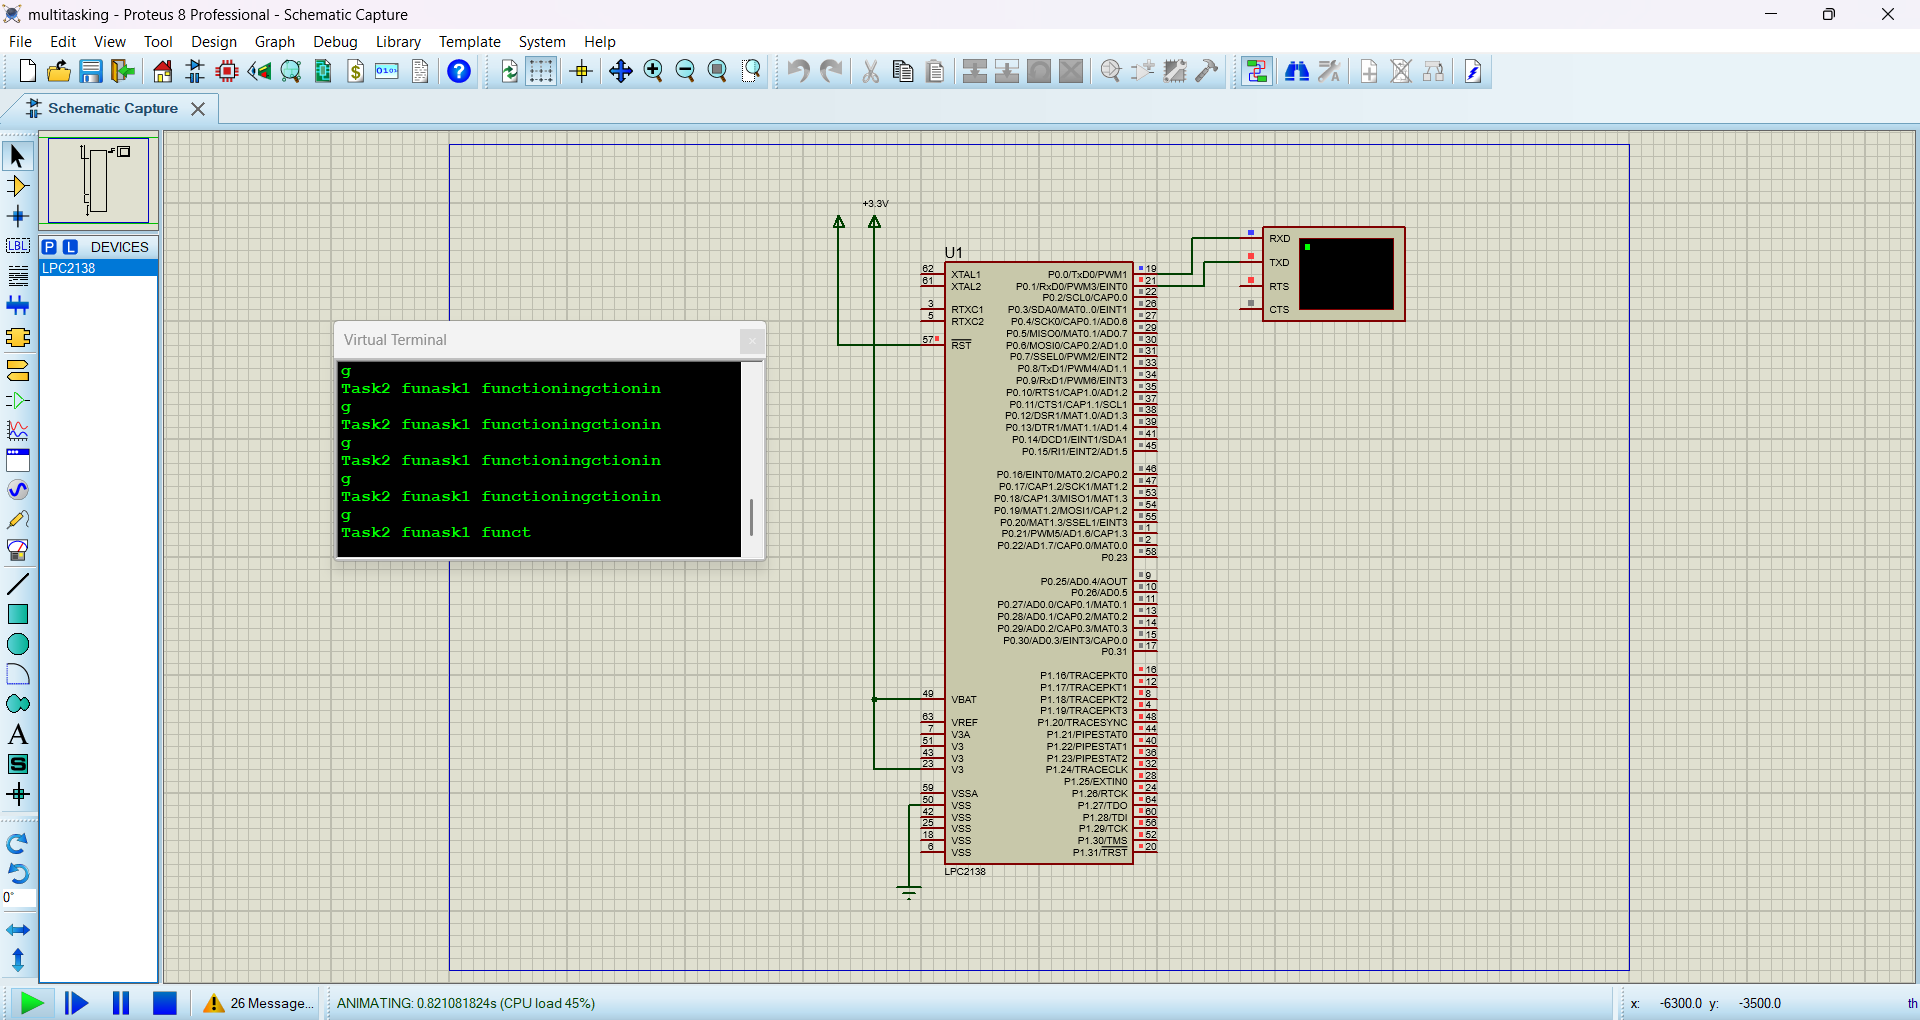 multitasking - Proteus 8 Professional - Schematic Capture
File Edit View Tool Design Graph Debug Library Template System Help
Schematic Capture
P L DEVICES
LPC2138
LBL
A
S
0°
Virtual Terminal
g
Task2 funask1 functioningctionin
g
Task2 funask1 functioningctionin
g
Task2 funask1 functioningctionin
g
Task2 funask1 functioningctionin
g
Task2 funask1 funct
+3.3V
U1
62 XTAL1
61 XTAL2
3 RTXC1
5 RTXC2
57 RST
49 VBAT
63 VREF
7 V3A
51 V3
43 V3
23 V3
59 VSSA
50 VSS
42 VSS
25 VSS
18 VSS
6 VSS
P0.0/TxD0/PWM1 19
P0.1/RxD0/PWM3/EINT0 21
P0.2/SCL0/CAP0.0 22
P0.3/SDA0/MAT0..0/EINT1 26
P0.4/SCK0/CAP0.1/AD0.6 27
P0.5/MISO0/MAT0.1/AD0.7 29
P0.6/MOSI0/CAP0.2/AD1.0 30
P0.7/SSEL0/PWM2/EINT2 31
P0.8/TxD1/PWM4/AD1.1 33
P0.9/RxD1/PWM6/EINT3 34
P0.10/RTS1/CAP1.0/AD1.2 35
P0.11/CTS1/CAP1.1/SCL1 37
P0.12/DSR1/MAT1.0/AD1.3 38
P0.13/DTR1/MAT1.1/AD1.4 39
P0.14/DCD1/EINT1/SDA1 41
P0.15/RI1/EINT2/AD1.5 45
P0.16/EINT0/MAT0.2/CAP0.2 46
P0.17/CAP1.2/SCK1/MAT1.2 47
P0.18/CAP1.3/MISO1/MAT1.3 53
P0.19/MAT1.2/MOSI1/CAP1.2 54
P0.20/MAT1.3/SSEL1/EINT3 55
P0.21/PWM5/AD1.6/CAP1.3 1
P0.22/AD1.7/CAP0.0/MAT0.0 2
P0.23 58
P0.25/AD0.4/AOUT 9
P0.26/AD0.5 10
P0.27/AD0.0/CAP0.1/MAT0.1 11
P0.28/AD0.1/CAP0.2/MAT0.2 13
P0.29/AD0.2/CAP0.3/MAT0.3 14
P0.30/AD0.3/EINT3/CAP0.0 15
P0.31 17
P1.16/TRACEPKT0 16
P1.17/TRACEPKT1 12
P1.18/TRACEPKT2 8
P1.19/TRACEPKT3 4
P1.20/TRACESYNC 48
P1.21/PIPESTAT0 44
P1.22/PIPESTAT1 40
P1.23/PIPESTAT2 36
P1.24/TRACECLK 32
P1.25/EXTIN0 28
P1.26/RTCK 24
P1.27/TDO 64
P1.28/TDI 60
P1.29/TCK 56
P1.30/TMS 52
P1.31/TRST 20
LPC2138
RXD
TXD
RTS
CTS
26 Message... ANIMATING: 0.821081824s (CPU load 45%) x: -6300.0 y: -3500.0 th